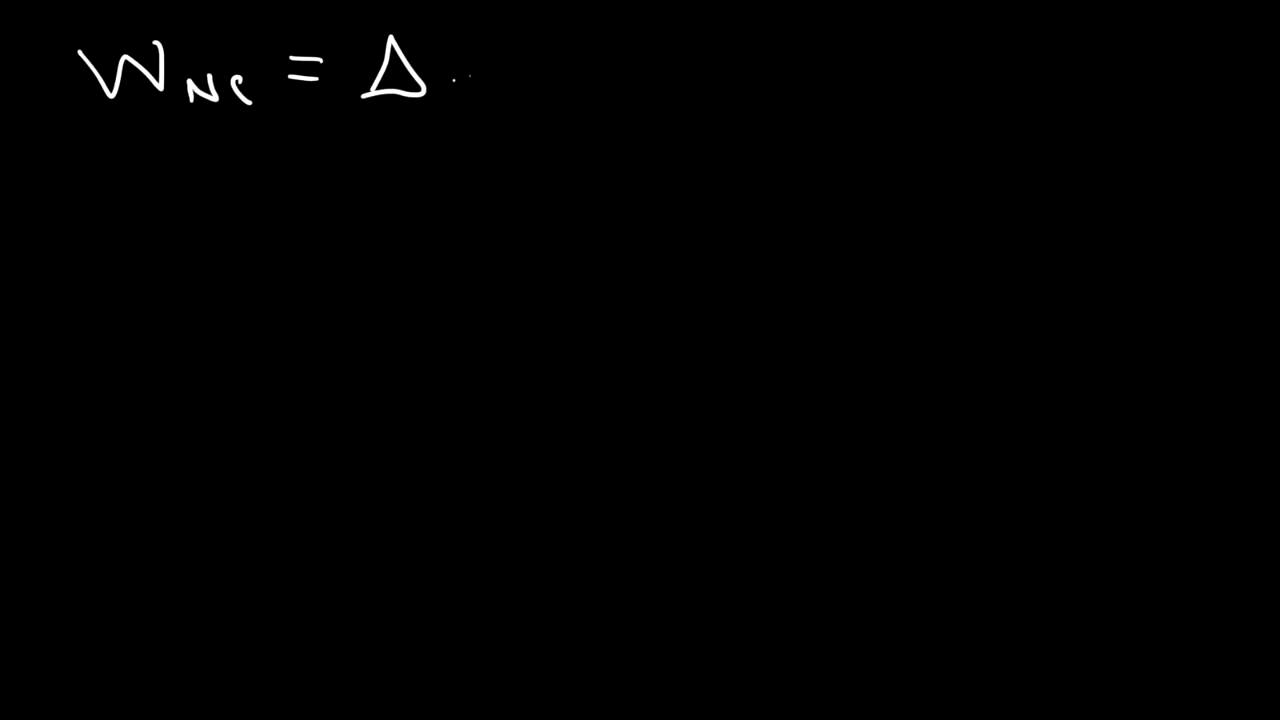 W_NC = Δ